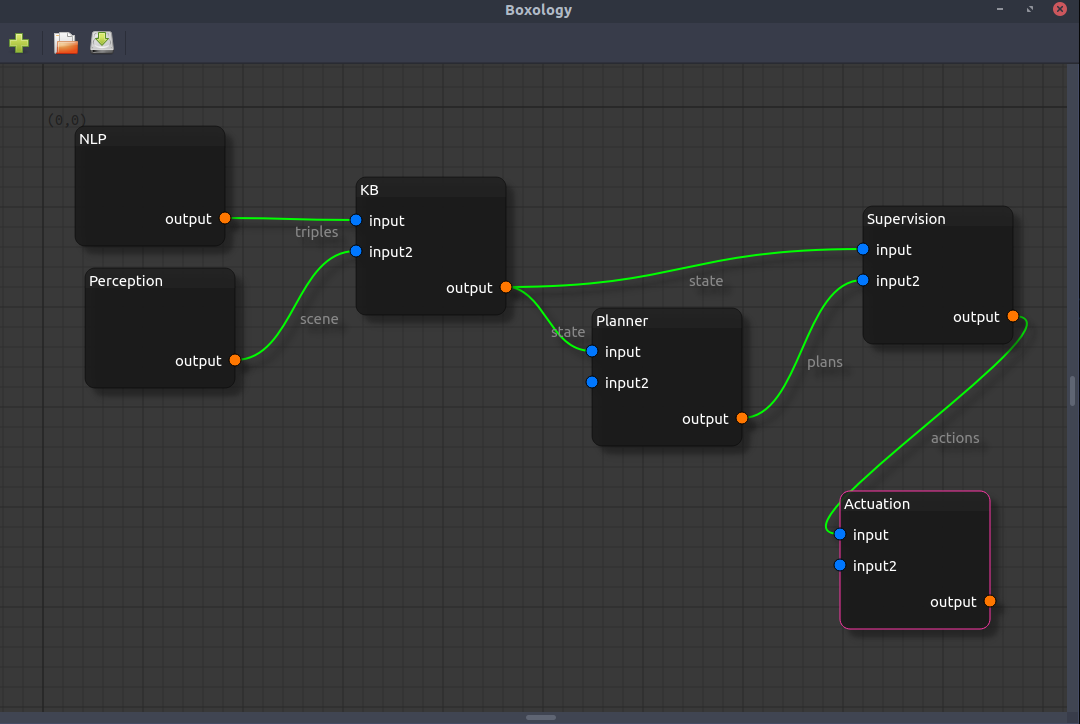 Boxology
(0,0)
NLP
output
Perception
output
triples
scene
KB
input
input2
output
state
state
Planner
input
input2
output
plans
Supervision
input
input2
output
actions
Actuation
input
input2
output